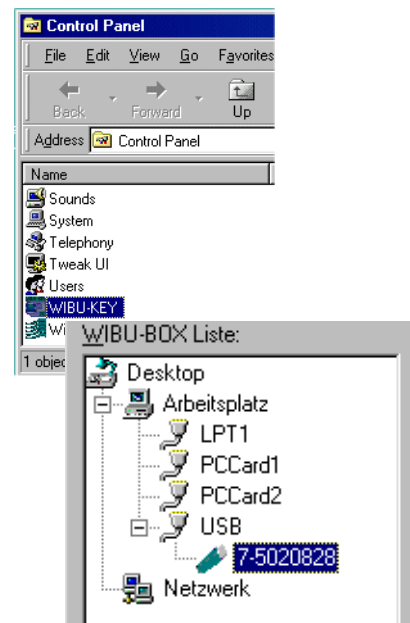 Control Panel
File Edit View Go Favorites
Back Forward Up
Address Control Panel
Name
Sounds
System
Telephony
Tweak UI
Users
WIBU-KEY
Wi
1 objec
WIBU-BOX Liste:
Desktop
Arbeitsplatz
LPT1
PCCard1
PCCard2
USB
7-5020828
Netzwerk